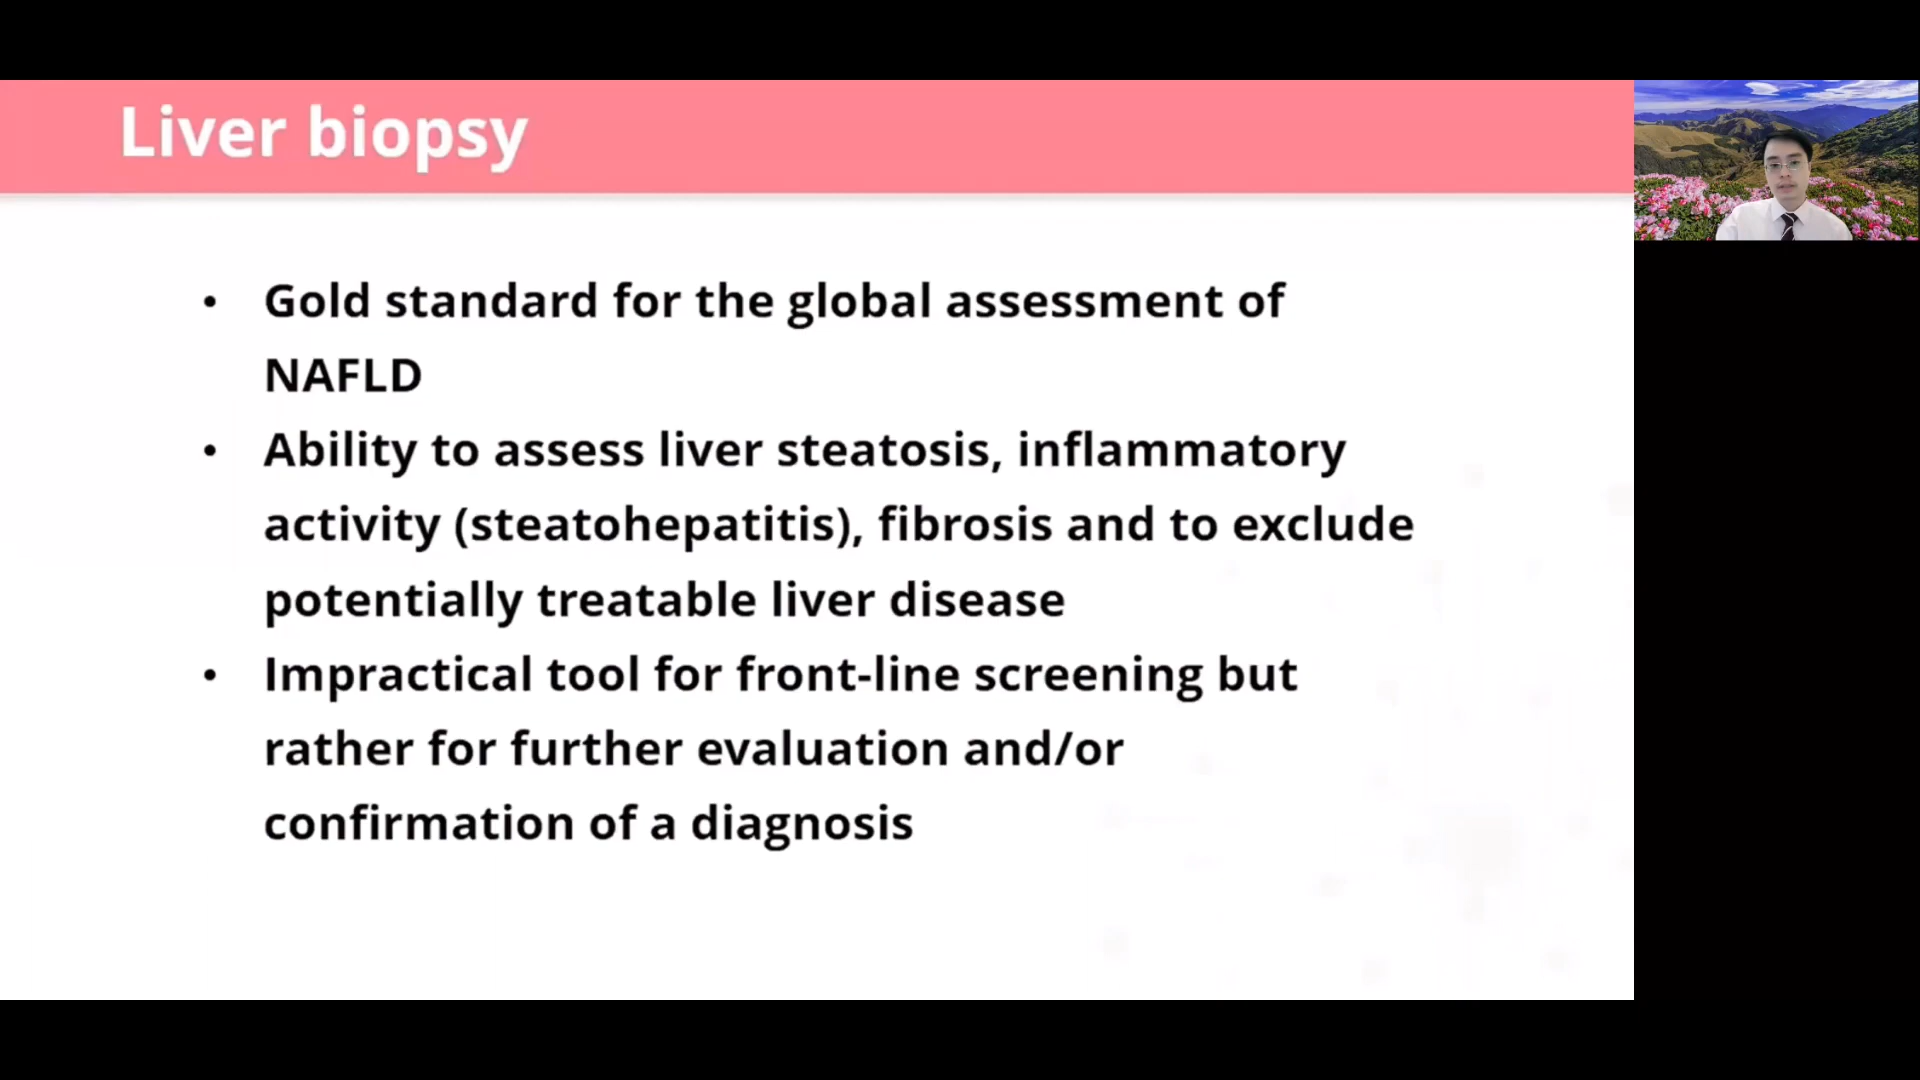 Liver biopsy
• Gold standard for the global assessment of
NAFLD
• Ability to assess liver steatosis, inflammatory
activity (steatohepatitis), fibrosis and to exclude
potentially treatable liver disease
• Impractical tool for front-line screening but
rather for further evaluation and/or
confirmation of a diagnosis